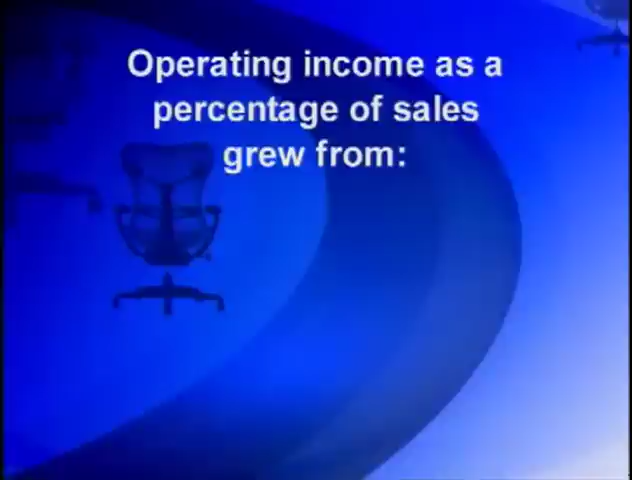 Operating income as a
percentage of sales
grew from: